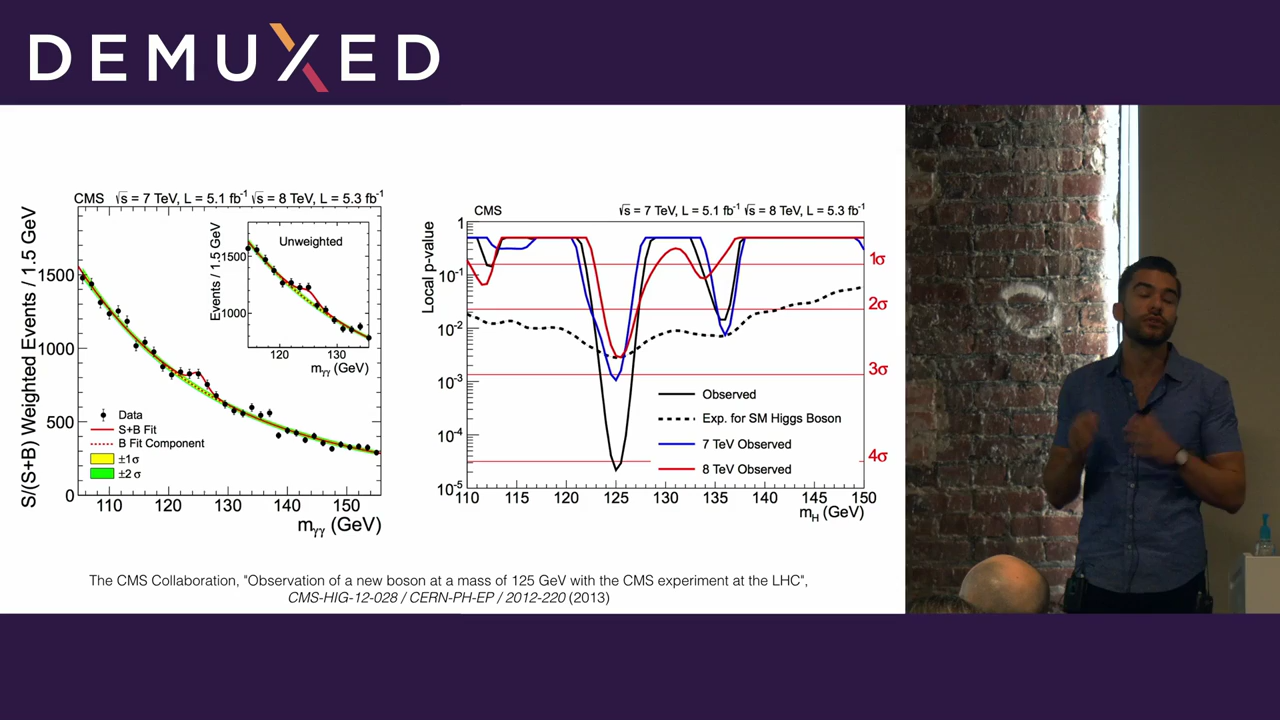 DEMUXED
CMS √s = 7 TeV, L = 5.1 fb-1 √s = 8 TeV, L = 5.3 fb-1
S/(S+B) Weighted Events / 1.5 GeV
1500
1000
500
0
110 120 130 140 150
mγγ (GeV)
Unweighted
Events / 1.5 GeV
1500
1000
120 130
mγγ (GeV)
Data
S+B Fit
B Fit Component
±1σ
±2 σ
CMS √s = 7 TeV, L = 5.1 fb-1 √s = 8 TeV, L = 5.3 fb-1
Local p-value
1
10-1
10-2
10-3
10-4
10-5
1σ
2σ
3σ
4σ
Observed
Exp. for SM Higgs Boson
7 TeV Observed
8 TeV Observed
110 115 120 125 130 135 140 145 150
mH (GeV)
The CMS Collaboration, "Observation of a new boson at a mass of 125 GeV with the CMS experiment at the LHC",
CMS-HIG-12-028 / CERN-PH-EP / 2012-220 (2013)